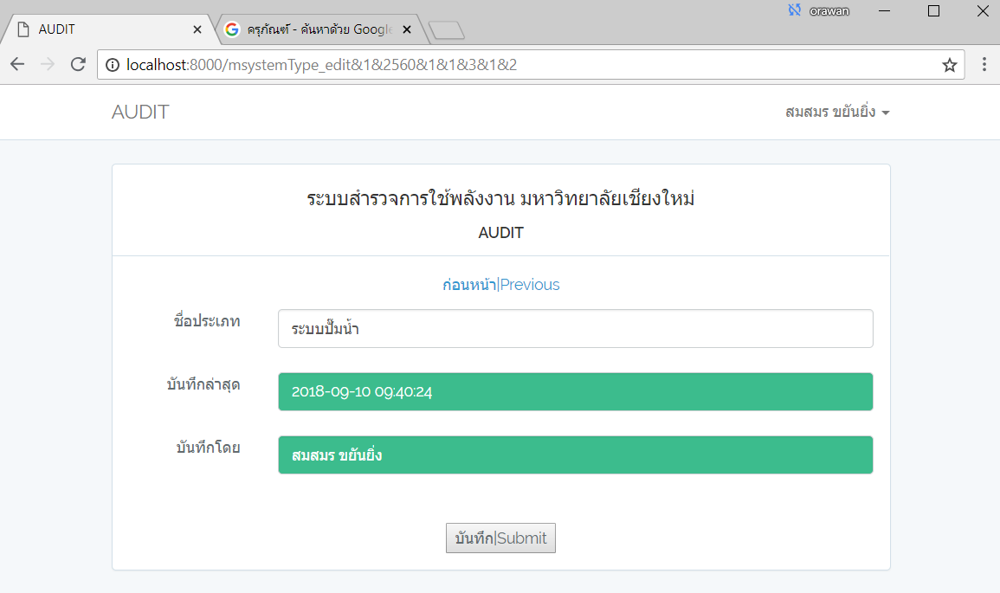 orawan
AUDIT
ครุภัณฑ์ - ค้นหาด้วย Google
localhost:8000/msystemType_edit&1&2560&1&1&3&1&2
AUDIT
สมสมร ขยันยิ่ง
ระบบสำรวจการใช้พลังงาน มหาวิทยาลัยเชียงใหม่
AUDIT
ก่อนหน้า|Previous
ชื่อประเภท
ระบบปั๊มน้ำ
บันทึกล่าสุด
2018-09-10 09:40:24
บันทึกโดย
สมสมร ขยันยิ่ง
บันทึก|Submit